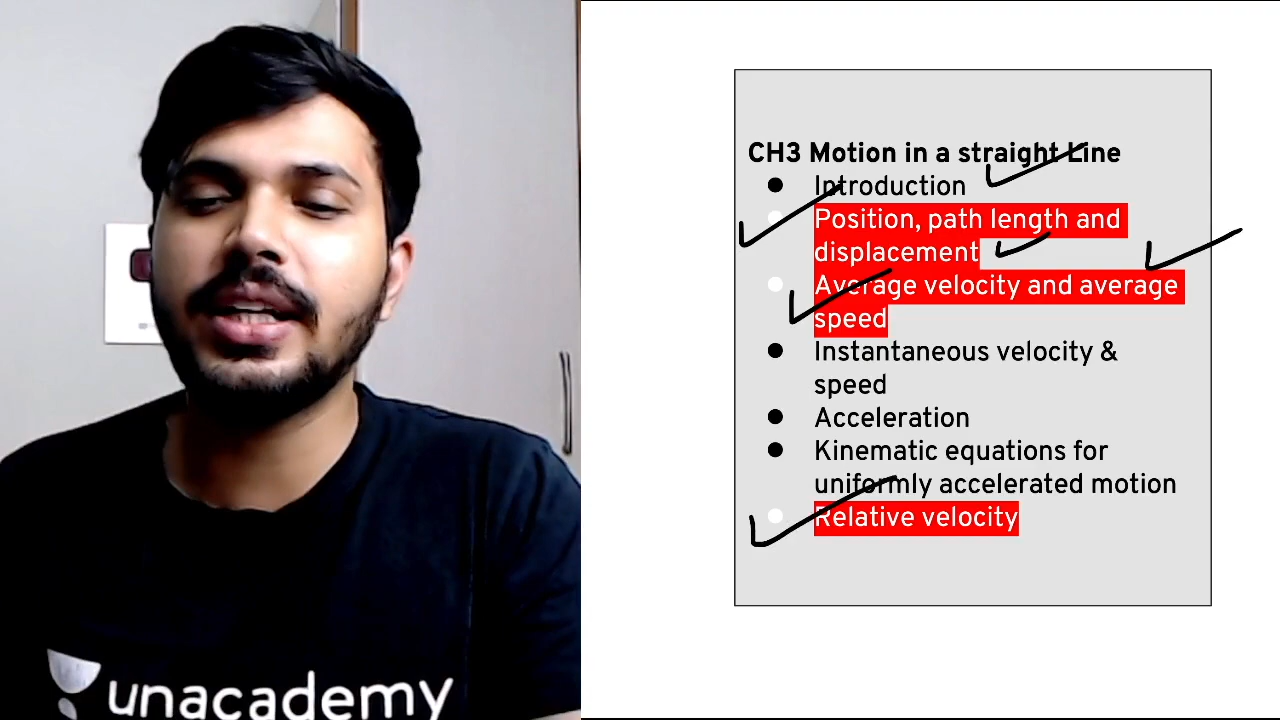 CH3 Motion in a straight Line
● Introduction
● Position, path length and
displacement
● Average velocity and average
speed
● Instantaneous velocity &
speed
● Acceleration
● Kinematic equations for
uniformly accelerated motion
● Relative velocity
unacademy